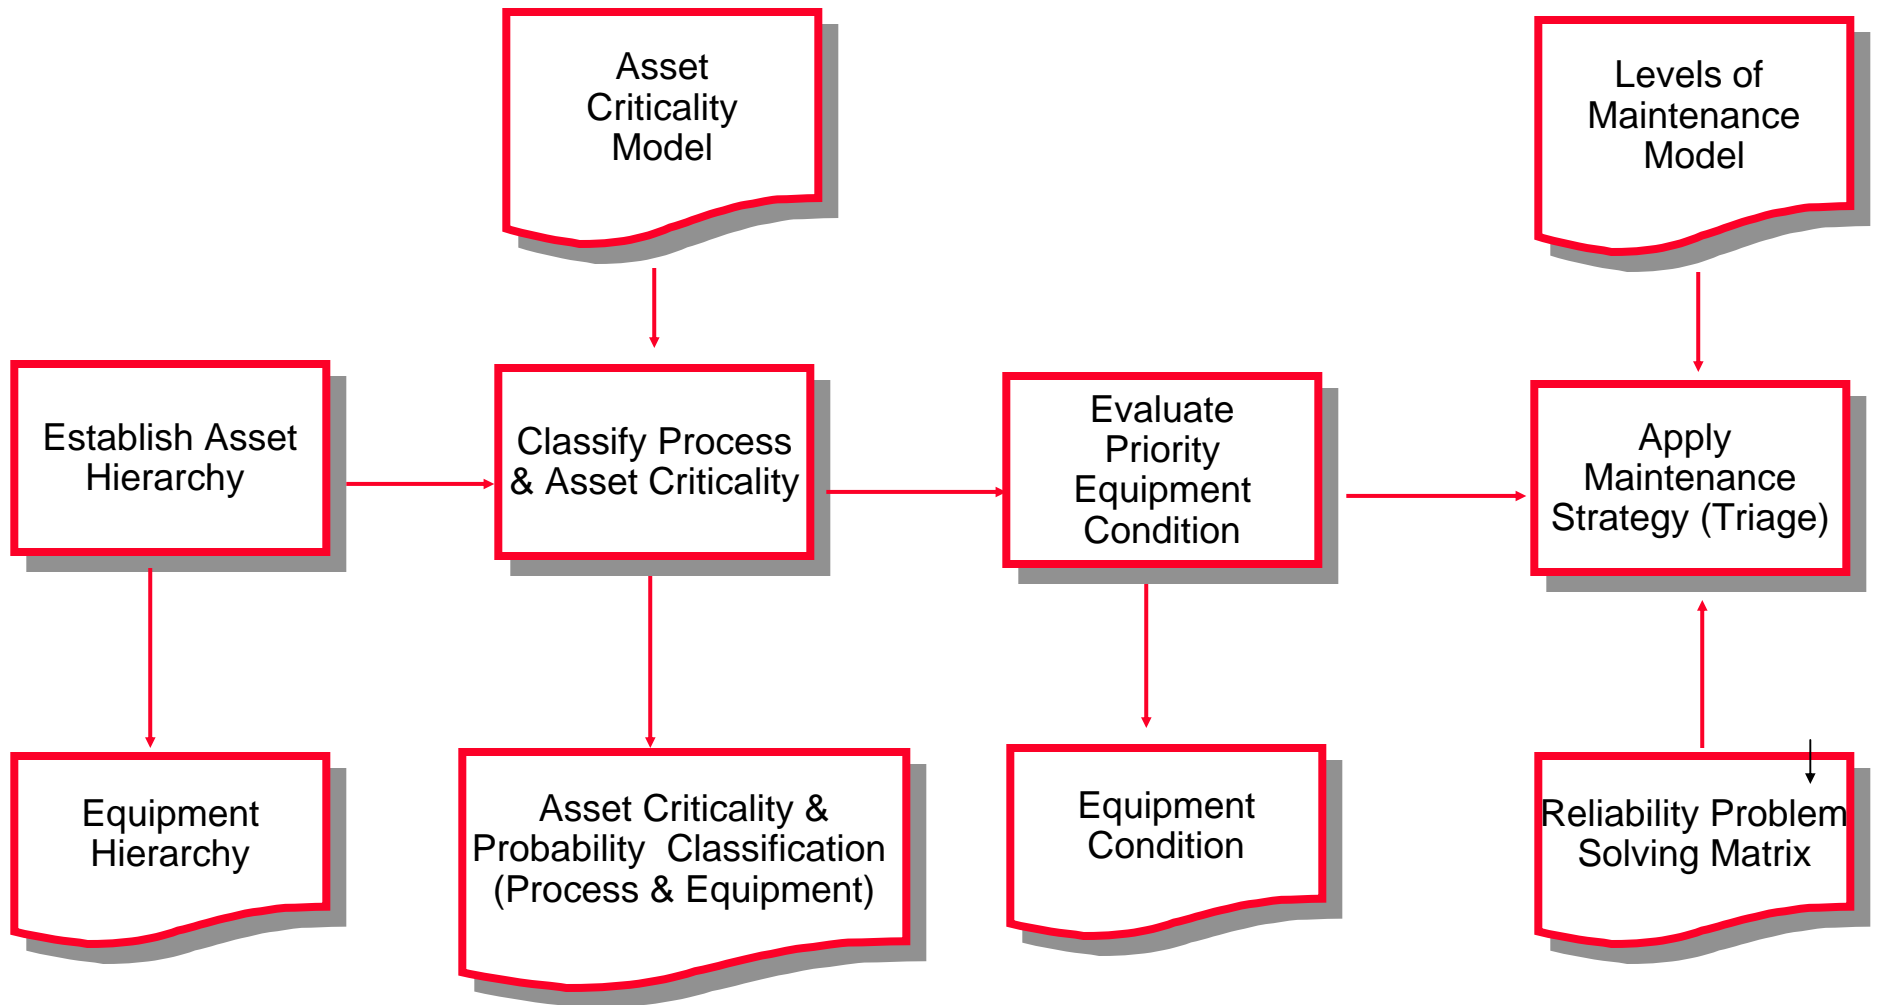 Asset
Criticality
Model
Levels of
Maintenance
Model
Establish Asset
Hierarchy
Classify Process
& Asset Criticality
Evaluate
Priority
Equipment
Condition
Apply
Maintenance
Strategy (Triage)
Equipment
Hierarchy
Asset Criticality &
Probability  Classification
(Process & Equipment)
Equipment
Condition
Reliability Problem
Solving Matrix